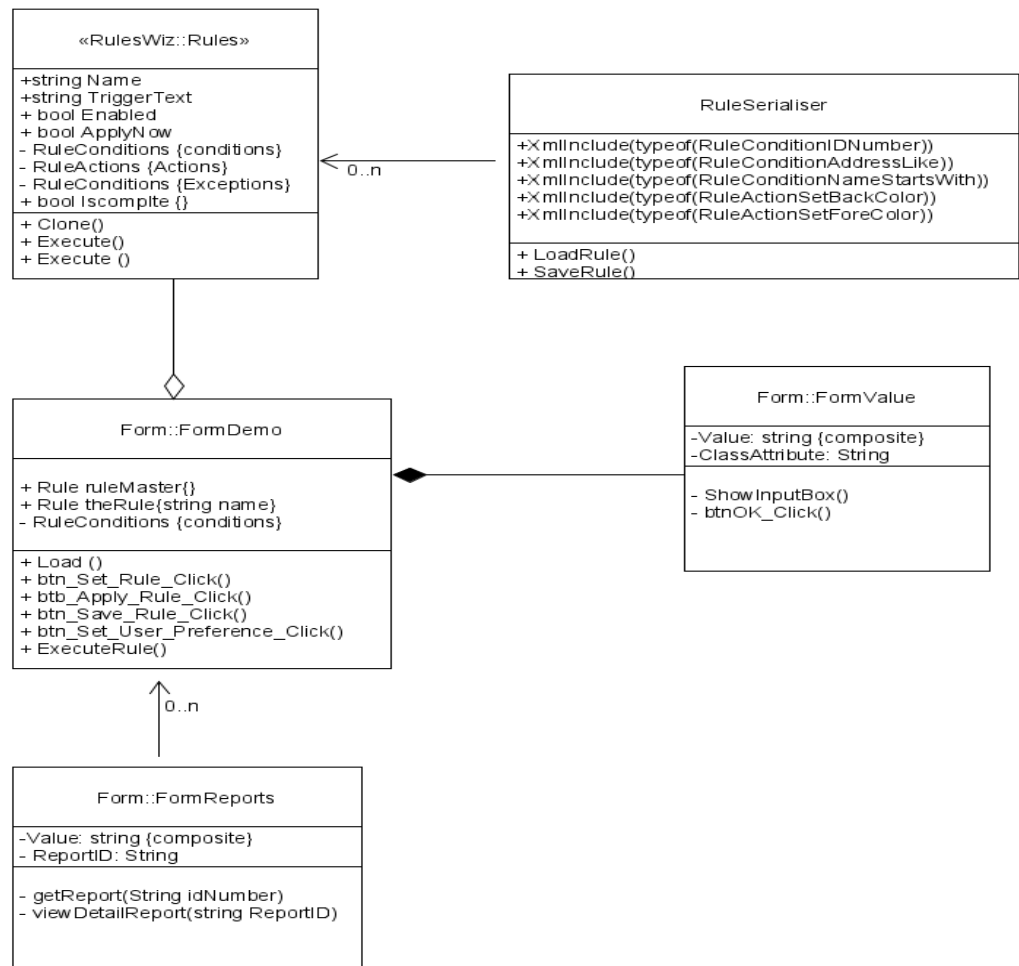 «RulesWiz::Rules»
+string Name
+string TriggerText
+ bool Enabled
+ bool ApplyNow
- RuleConditions {conditions}
- RuleActions {Actions}
- RuleConditions {Exceptions}
+ bool Iscomplte {}
+ Clone()
+ Execute()
+ Execute ()
0..n
RuleSerialiser
+XmlInclude(typeof(RuleConditionIDNumber))
+XmlInclude(typeof(RuleConditionAddressLike))
+XmlInclude(typeof(RuleConditionNameStartsWith))
+XmlInclude(typeof(RuleActionSetBackColor))
+XmlInclude(typeof(RuleActionSetForeColor))
+ LoadRule()
+ SaveRule()
Form::FormDemo
+ Rule ruleMaster{}
+ Rule theRule{string name}
- RuleConditions {conditions}
+ Load ()
+ btn_Set_Rule_Click()
+ btb_Apply_Rule_Click()
+ btn_Save_Rule_Click()
+ btn_Set_User_Preference_Click()
+ ExecuteRule()
Form::FormValue
-Value: string {composite}
-ClassAttribute: String
- ShowInputBox()
- btnOK_Click()
0..n
Form::FormReports
-Value: string {composite}
- ReportID: String
- getReport(String idNumber)
- viewDetailReport(string ReportID)